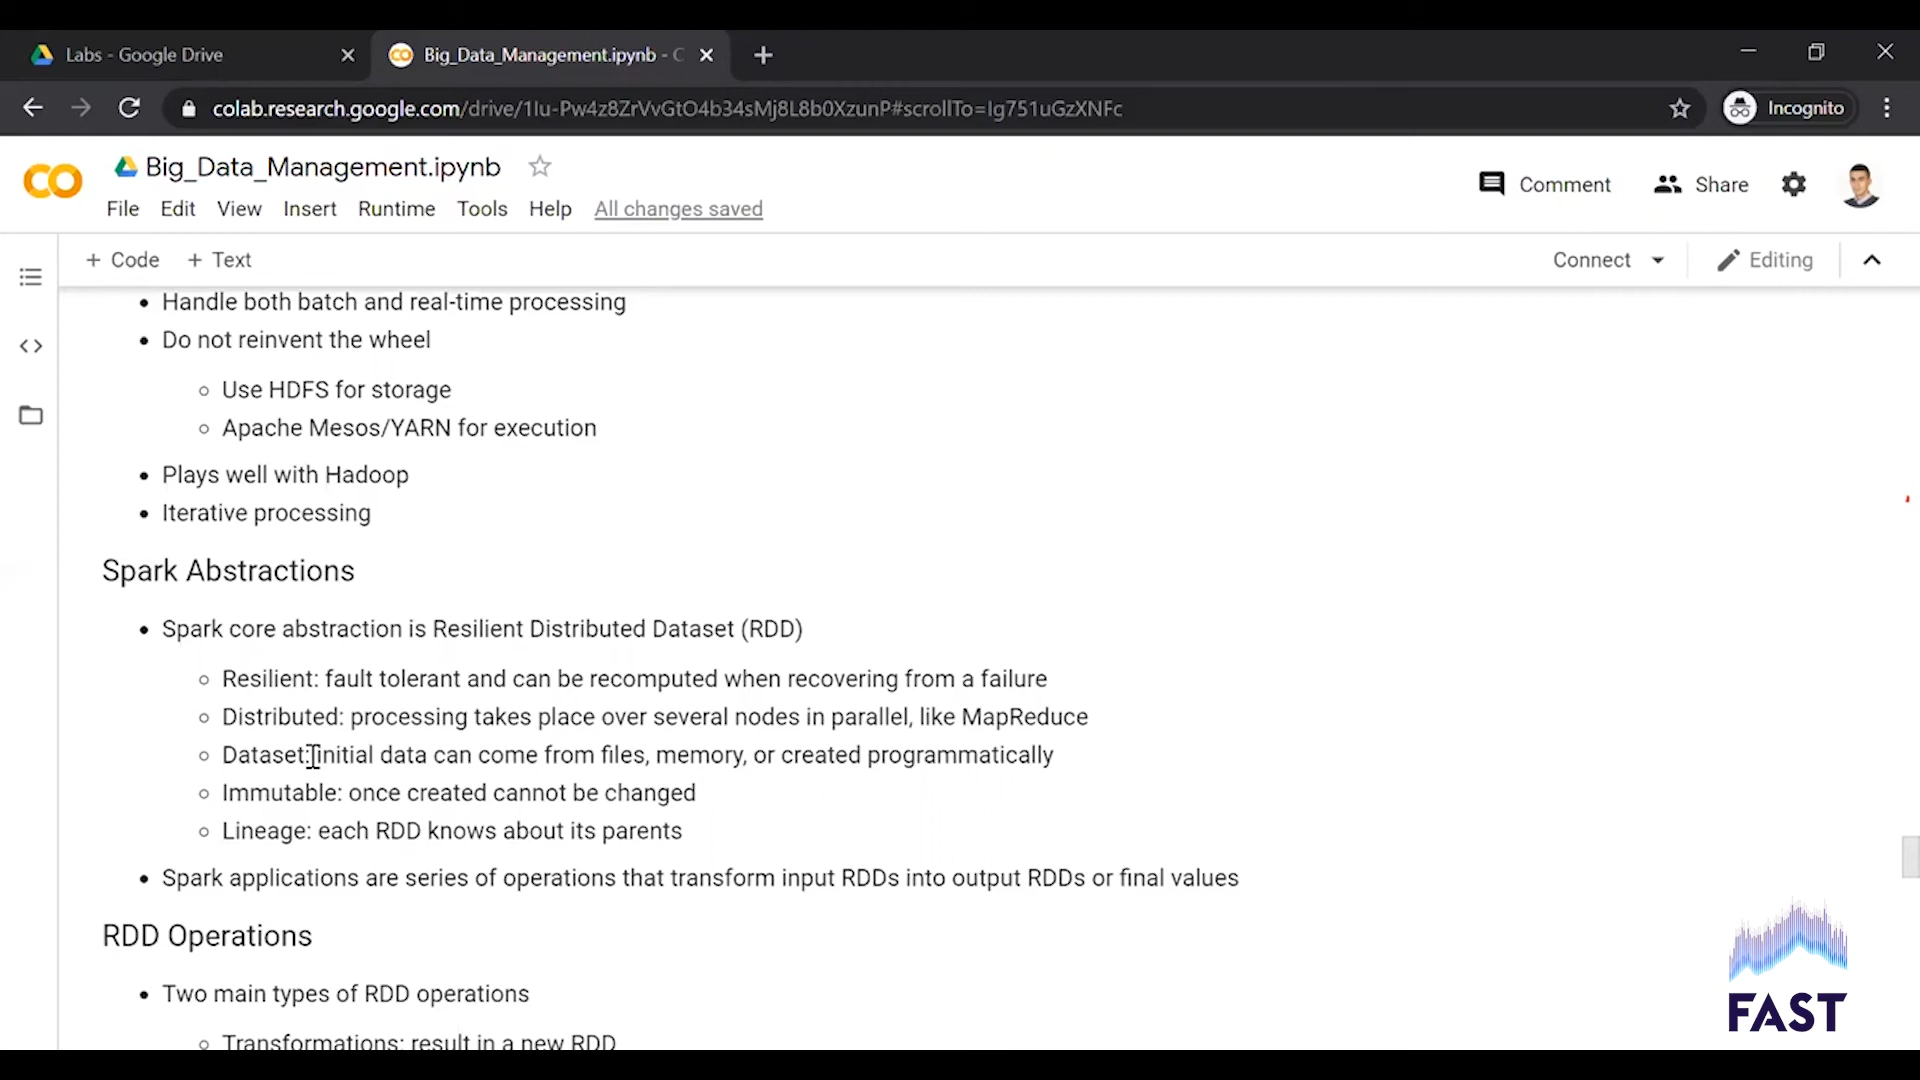 Labs - Google Drive
Big_Data_Management.ipynb - C
colab.research.google.com/drive/1Iu-Pw4z8ZrVvGtO4b34sMj8L8b0XzunP#scrollTo=Ig751uGzXNFc
Incognito
CO
Big_Data_Management.ipynb
Comment
Share
File Edit View Insert Runtime Tools Help All changes saved
+ Code + Text
Connect
Editing
• Handle both batch and real-time processing
• Do not reinvent the wheel
○ Use HDFS for storage
○ Apache Mesos/YARN for execution
• Plays well with Hadoop
• Iterative processing
Spark Abstractions
• Spark core abstraction is Resilient Distributed Dataset (RDD)
○ Resilient: fault tolerant and can be recomputed when recovering from a failure
○ Distributed: processing takes place over several nodes in parallel, like MapReduce
○ Dataset: initial data can come from files, memory, or created programmatically
○ Immutable: once created cannot be changed
○ Lineage: each RDD knows about its parents
• Spark applications are series of operations that transform input RDDs into output RDDs or final values
RDD Operations
• Two main types of RDD operations
○ Transformations: result in a new RDD
FAST